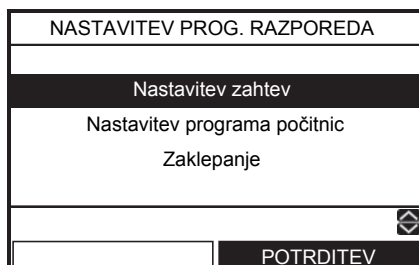 NASTAVITEV PROG. RAZPOREDA
Nastavitev zahtev
Nastavitev programa počitnic
Zaklepanje
POTRDITEV